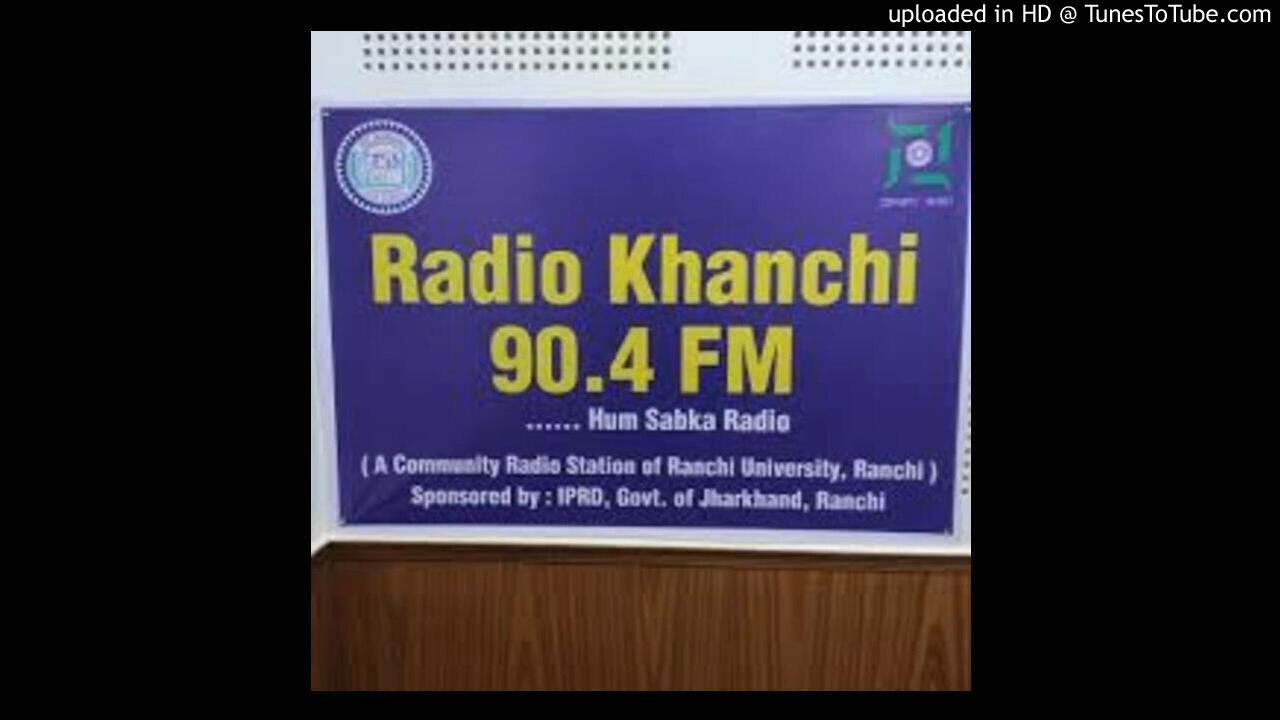 uploaded in HD @ TunesToTube.com
Radio Khanchi
90.4 FM
...... Hum Sabka Radio
( A Community Radio Station of Ranchi University, Ranchi )
Sponsored by : IPRD, Govt. of Jharkhand, Ranchi